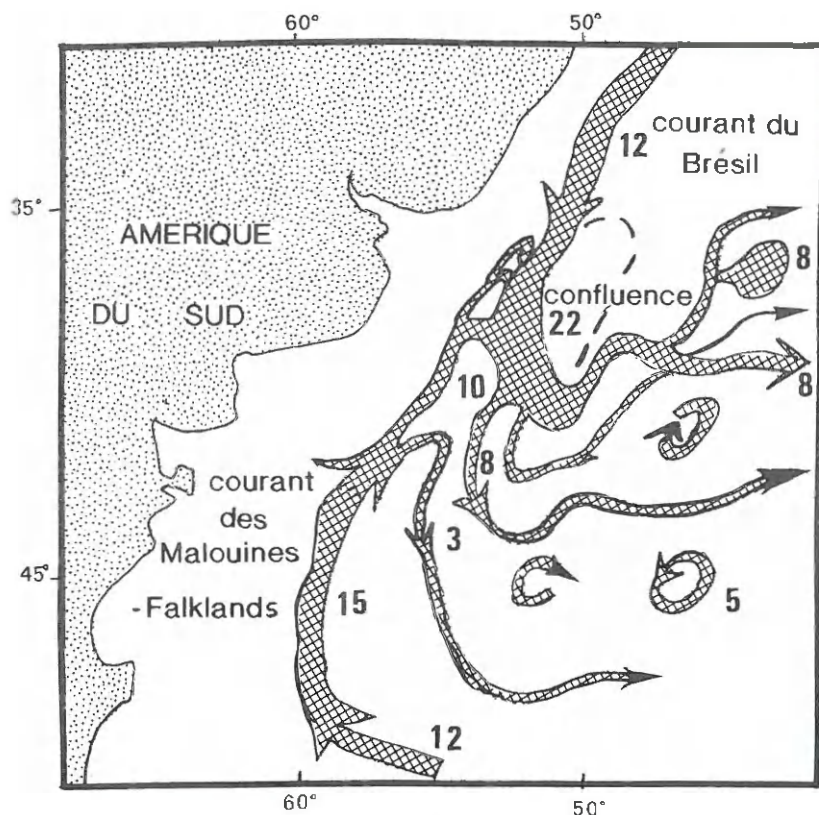 60°
50°
12
courant du
Brésil
35°
AMÉRIQUE
DU SUD
8
confluence
22
10
8
8
courant
des
Malouines
-Falklands
3
45°
15
5
12
60°
50°